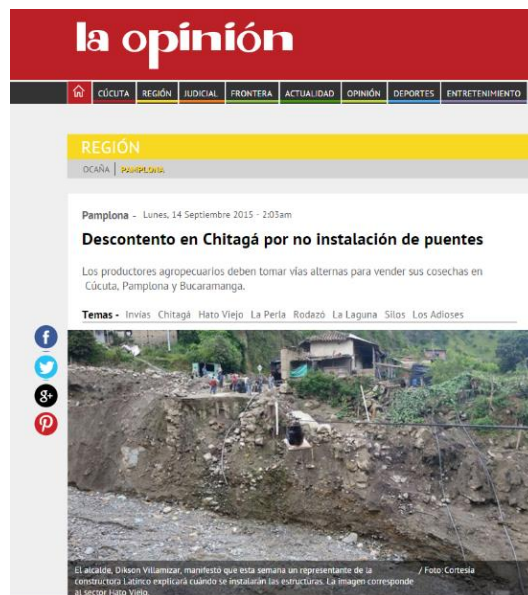 la opinión
CÚCUTA REGIÓN JUDICIAL FRONTERA ACTUALIDAD OPINIÓN DEPORTES ENTRETENIMIENTO
REGIÓN
OCAÑA | PAMPLONA
Pamplona - Lunes, 14 Septiembre 2015 - 2:03am
Descontento en Chitagá por no instalación de puentes
Los productores agropecuarios deben tomar vías alternas para vender sus cosechas en
Cúcuta, Pamplona y Bucaramanga.
Temas - Invías Chitagá Hato Viejo La Perla Rodazó La Laguna Silos Los Adioses
f
g+
El alcalde, Dikson Villamizar, manifestó que esta semana un representante de la / Foto: Cortesía
constructora Latinco explicará cuándo se instalarán las estructuras. La imagen corresponde
al sector Hato Viejo.